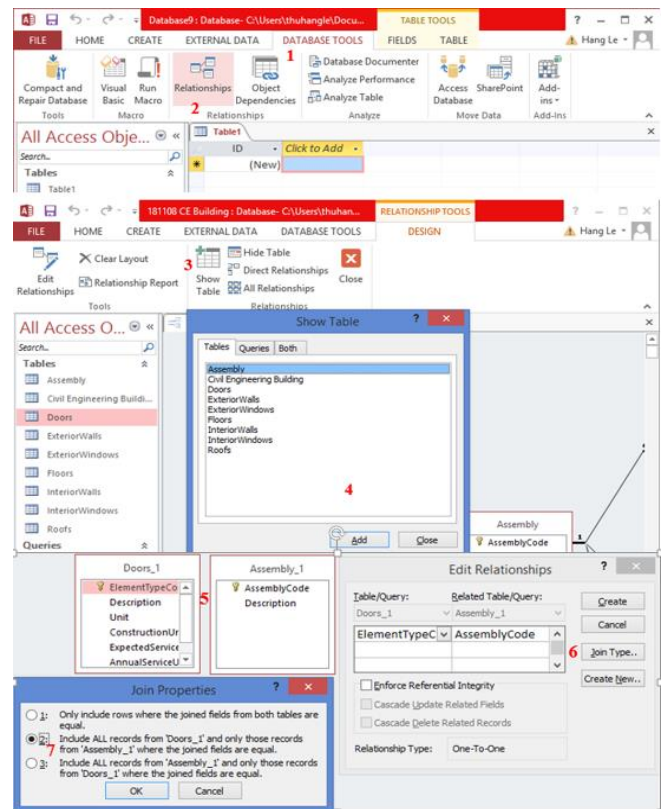 Database9 : Database- C:\Users\thuhangle\Docu... TABLE TOOLS ? 
FILE HOME CREATE EXTERNAL DATA DATABASE TOOLS FIELDS TABLE Hang Le
1
Compact and Repair Database
Visual Basic
Run Macro
Relationships
Object Dependencies
Database Documenter
Analyze Performance
Analyze Table
Access Database
SharePoint
Add-ins
2
Tools Macro Relationships Analyze Move Data Add-Ins
All Access Obje... «
Search...
Tables
Table1
Table1
ID Click to Add
* (New)
181108 CE Building : Database- C:\Users\thuhan... RELATIONSHIP TOOLS ?
FILE HOME CREATE EXTERNAL DATA DATABASE TOOLS DESIGN Hang Le
Edit Relationships
Clear Layout
Relationship Report
3
Show Table
Hide Table
Direct Relationships
All Relationships
Close
Tools Relationships
All Access O... «
Search...
Tables
Assembly
Civil Engineering Buildi...
Doors
ExteriorWalls
ExteriorWindows
Floors
InteriorWalls
InteriorWindows
Roofs
Queries
Show Table ?
Tables Queries Both
Assembly
Civil Engineering Building
Doors
ExteriorWalls
ExteriorWindows
Floors
InteriorWalls
InteriorWindows
Roofs
4
Add Close
Assembly
AssemblyCode
1
Doors_1
ElementTypeCo
Description
Unit
ConstructionUr
ExpectedService
AnnualServiceU
5
Assembly_1
AssemblyCode
Description
Edit Relationships ?
Table/Query: Related Table/Query:
Doors_1 Assembly_1
ElementTypeC AssemblyCode
Create
Cancel
6 Join Type..
Create New..
Enforce Referential Integrity
Cascade Update Related Fields
Cascade Delete Related Records
Relationship Type: One-To-One
Join Properties ?
1: Only include rows where the joined fields from both tables are
equal.
2: Include ALL records from 'Doors_1' and only those records
7 from 'Assembly_1' where the joined fields are equal.
3: Include ALL records from 'Assembly_1' and only those records
from 'Doors_1' where the joined fields are equal.
OK Cancel